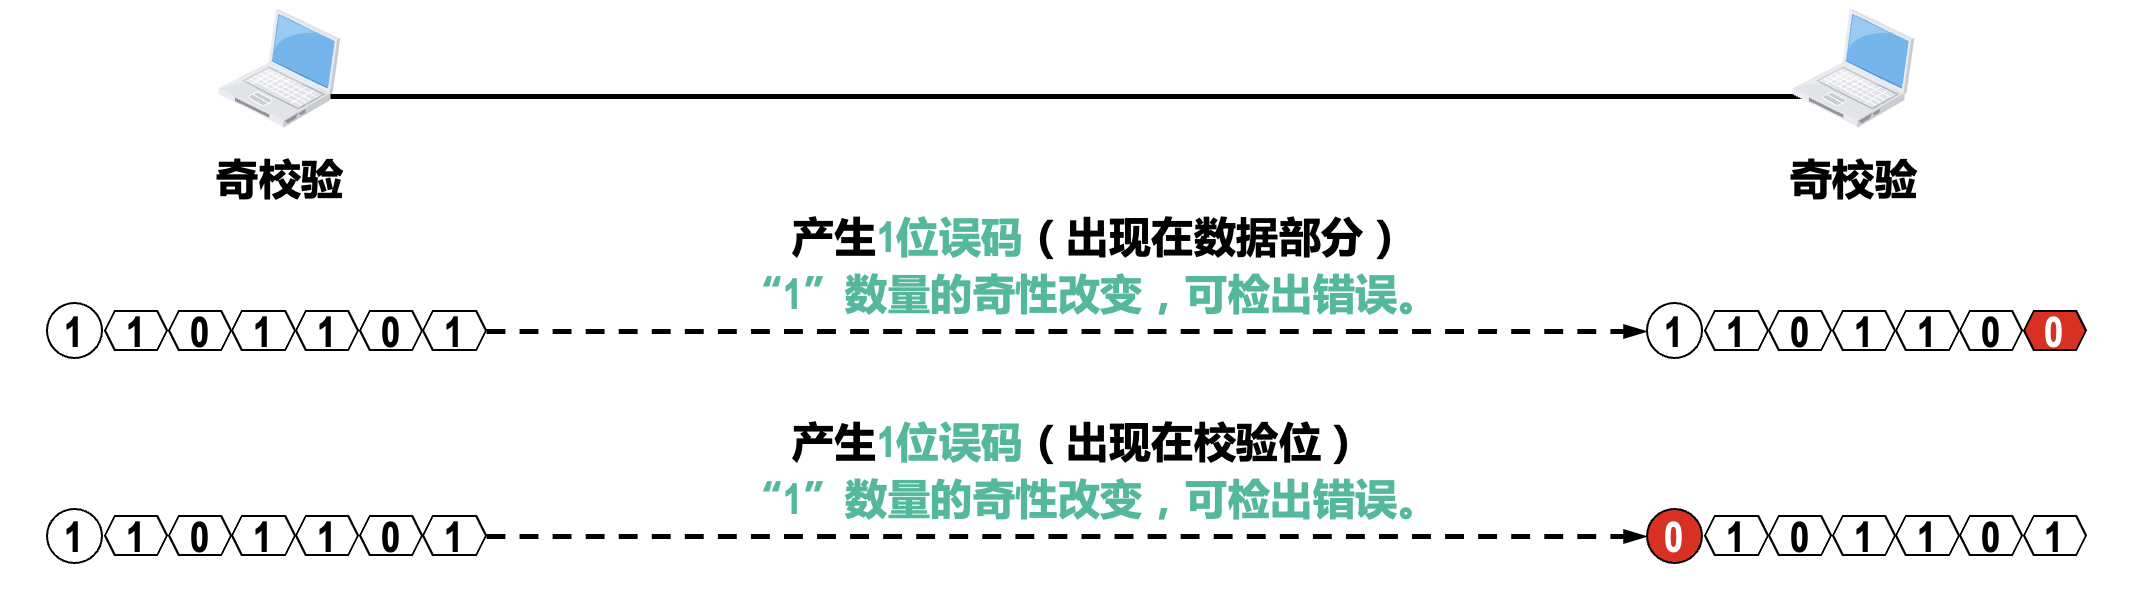 奇校验 奇校验
产生1位误码（出现在数据部分）
“1”数量的奇性改变，可检出错误。
1 1 0 1 1 0 1 1 1 0 1 1 0 0
产生1位误码（出现在校验位）
“1”数量的奇性改变，可检出错误。
1 1 0 1 1 0 1 0 1 0 1 1 0 1